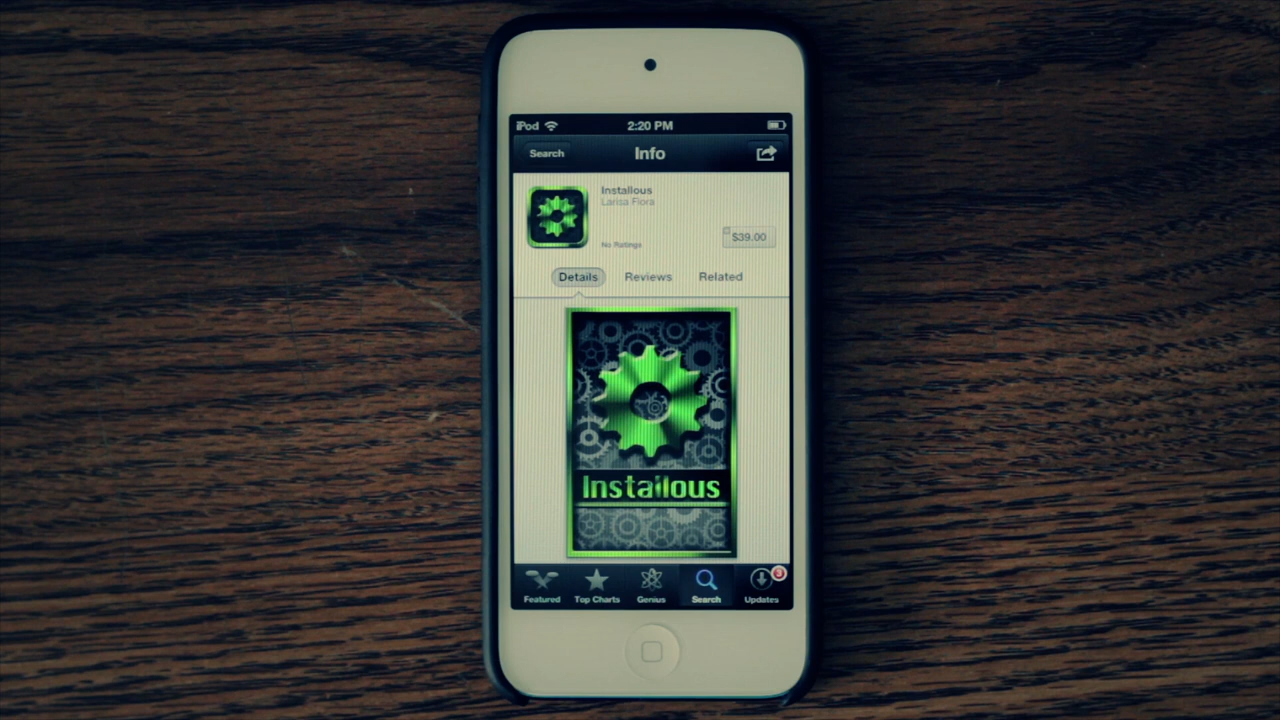 iPod 2:20 PM
Search Info
Installous
Larisa Flora
No Ratings $39.00
Details Reviews Related
Installous
Featured Top Charts Genius Search Updates
3